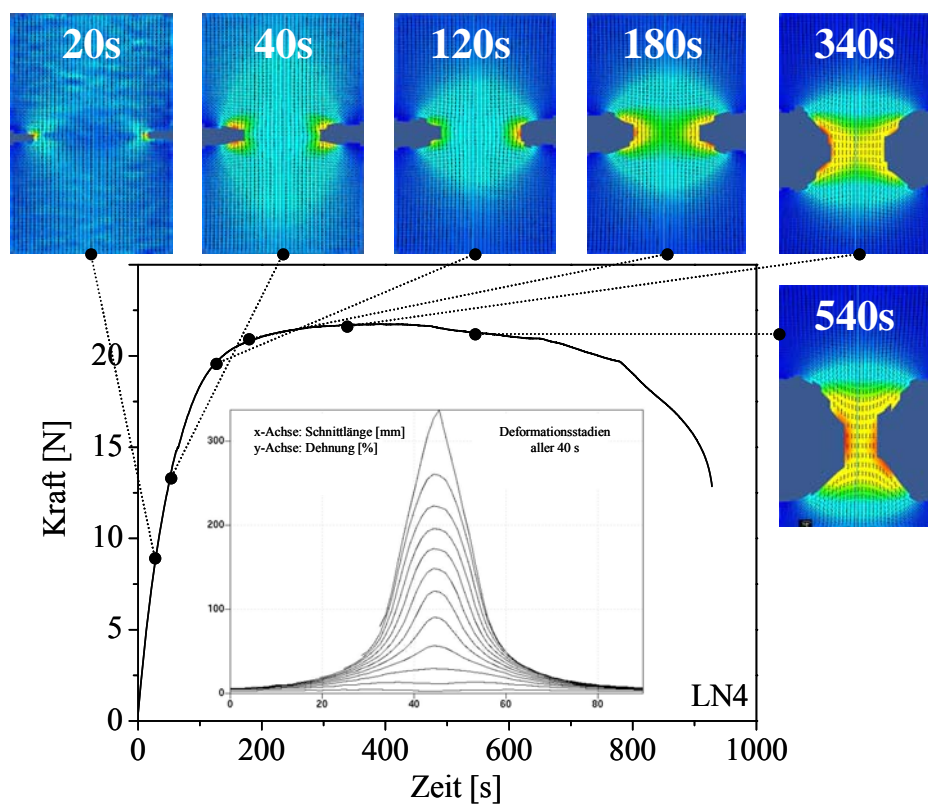 20s
40s
120s
180s
340s
540s
Kraft [N]
20
15
10
5
0
x-Achse: Schnittlänge [mm]
y-Achse: Dehnung [%]
Deformationsstadien
aller 40 s
300
200
100
0
0 20 40 60 80
LN4
0 200 400 600 800 1000
Zeit [s]